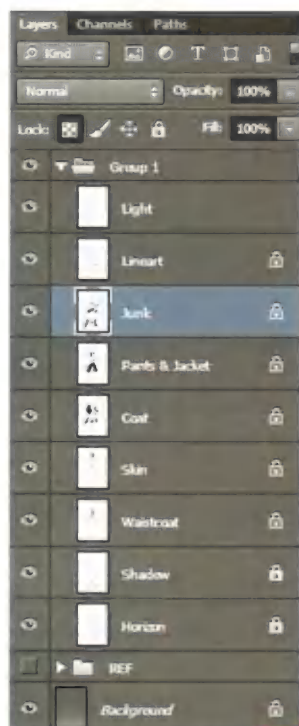 Layers Channels Paths
Kind
Normal Opacity: 100%
Lock: Fill: 100%
Group 1
Light
Lineart
Junk
Pants & Jacket
Coat
Skin
Waistcoat
Shadow
Horizon
REF
Background